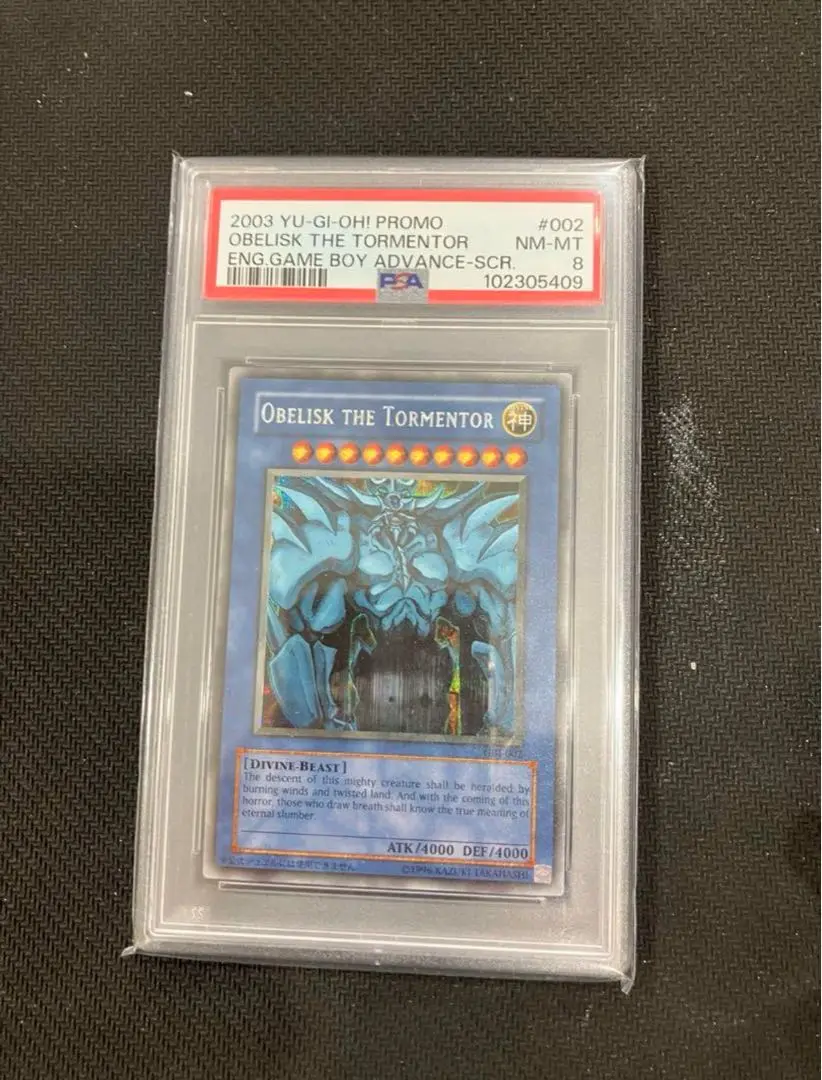 2003 YU-GI-OH! PROMO #002
OBELISK THE TORMENTOR NM-MT
ENG.GAME BOY ADVANCE-SCR. 8
PSA 102305409
OBELISK THE TORMENTOR
神
[DIVINE-BEAST]
The descent of this mighty creature shall be heralded by
burning winds and twisted land. And with the coming of this
horror, those who draw breath shall know the true meaning of
eternal slumber.
ATK/4000 DEF/4000
©1996 KAZUKI TAKAHASHI